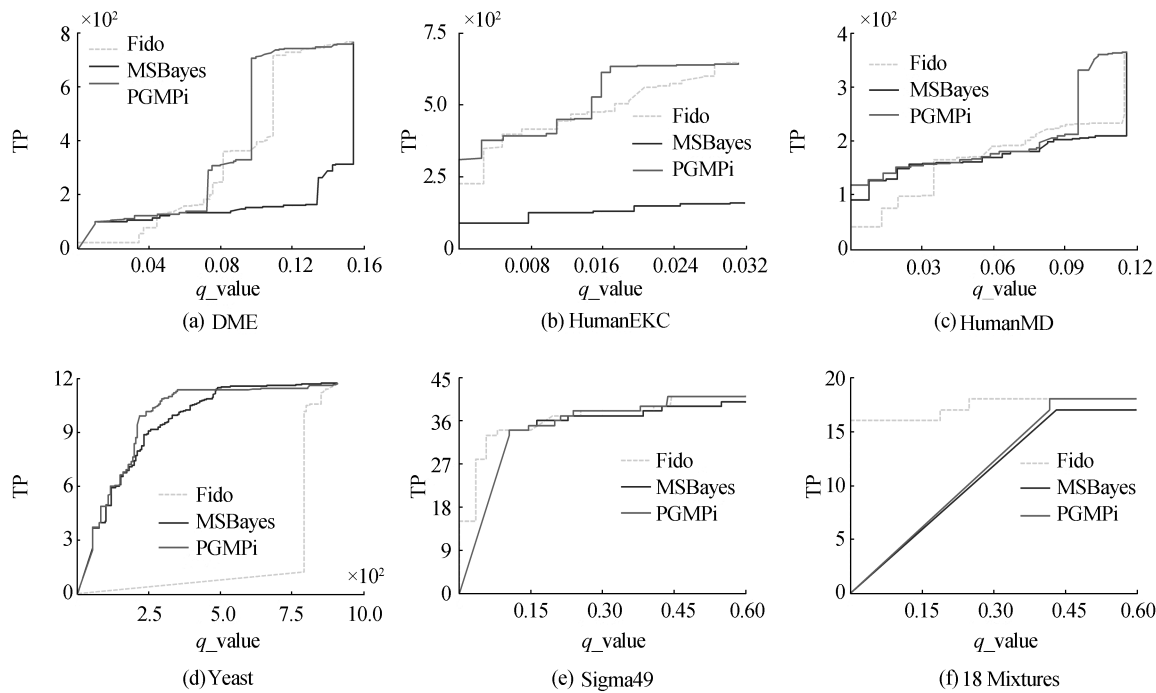 ×10²
8
6
4
2
0
TP
Fido
MSBayes
PGMPi
0.04
0.08
0.12
0.16
q_value
(a) DME
×10²
7.5
5.0
2.5
0
TP
Fido
MSBayes
PGMPi
0.008
0.016
0.024
0.032
q_value
(b) HumanEKC
×10²
4
3
2
1
0
TP
Fido
MSBayes
PGMPi
0.03
0.06
0.09
0.12
q_value
(c) HumanMD
12
9
6
3
0
TP
Fido
MSBayes
PGMPi
×10²
2.5
5.0
7.5
10.0
q_value
(d) Yeast
45
36
27
18
9
0
TP
Fido
MSBayes
PGMPi
0.15
0.30
0.45
0.60
q_value
(e) Sigma49
20
15
10
5
0
TP
Fido
MSBayes
PGMPi
0.15
0.30
0.45
0.60
q_value
(f) 18 Mixtures